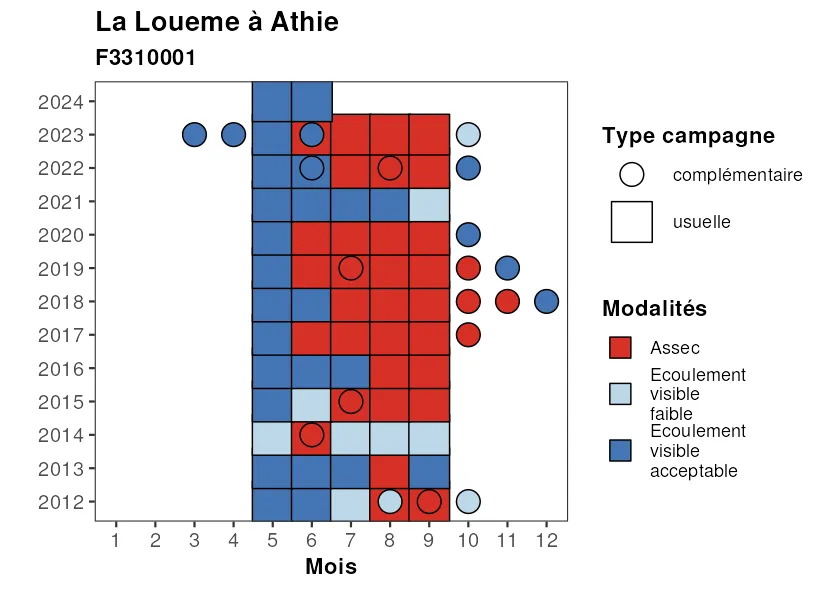 La Loueme à Athie
F3310001
2024
2023
2022
2021
2020
2019
2018
2017
2016
2015
2014
2013
2012
1 2 3 4 5 6 7 8 9 10 11 12
Mois
Type campagne
complémentaire
usuelle
Modalités
Assec
Ecoulement
visible
faible
Ecoulement
visible
acceptable